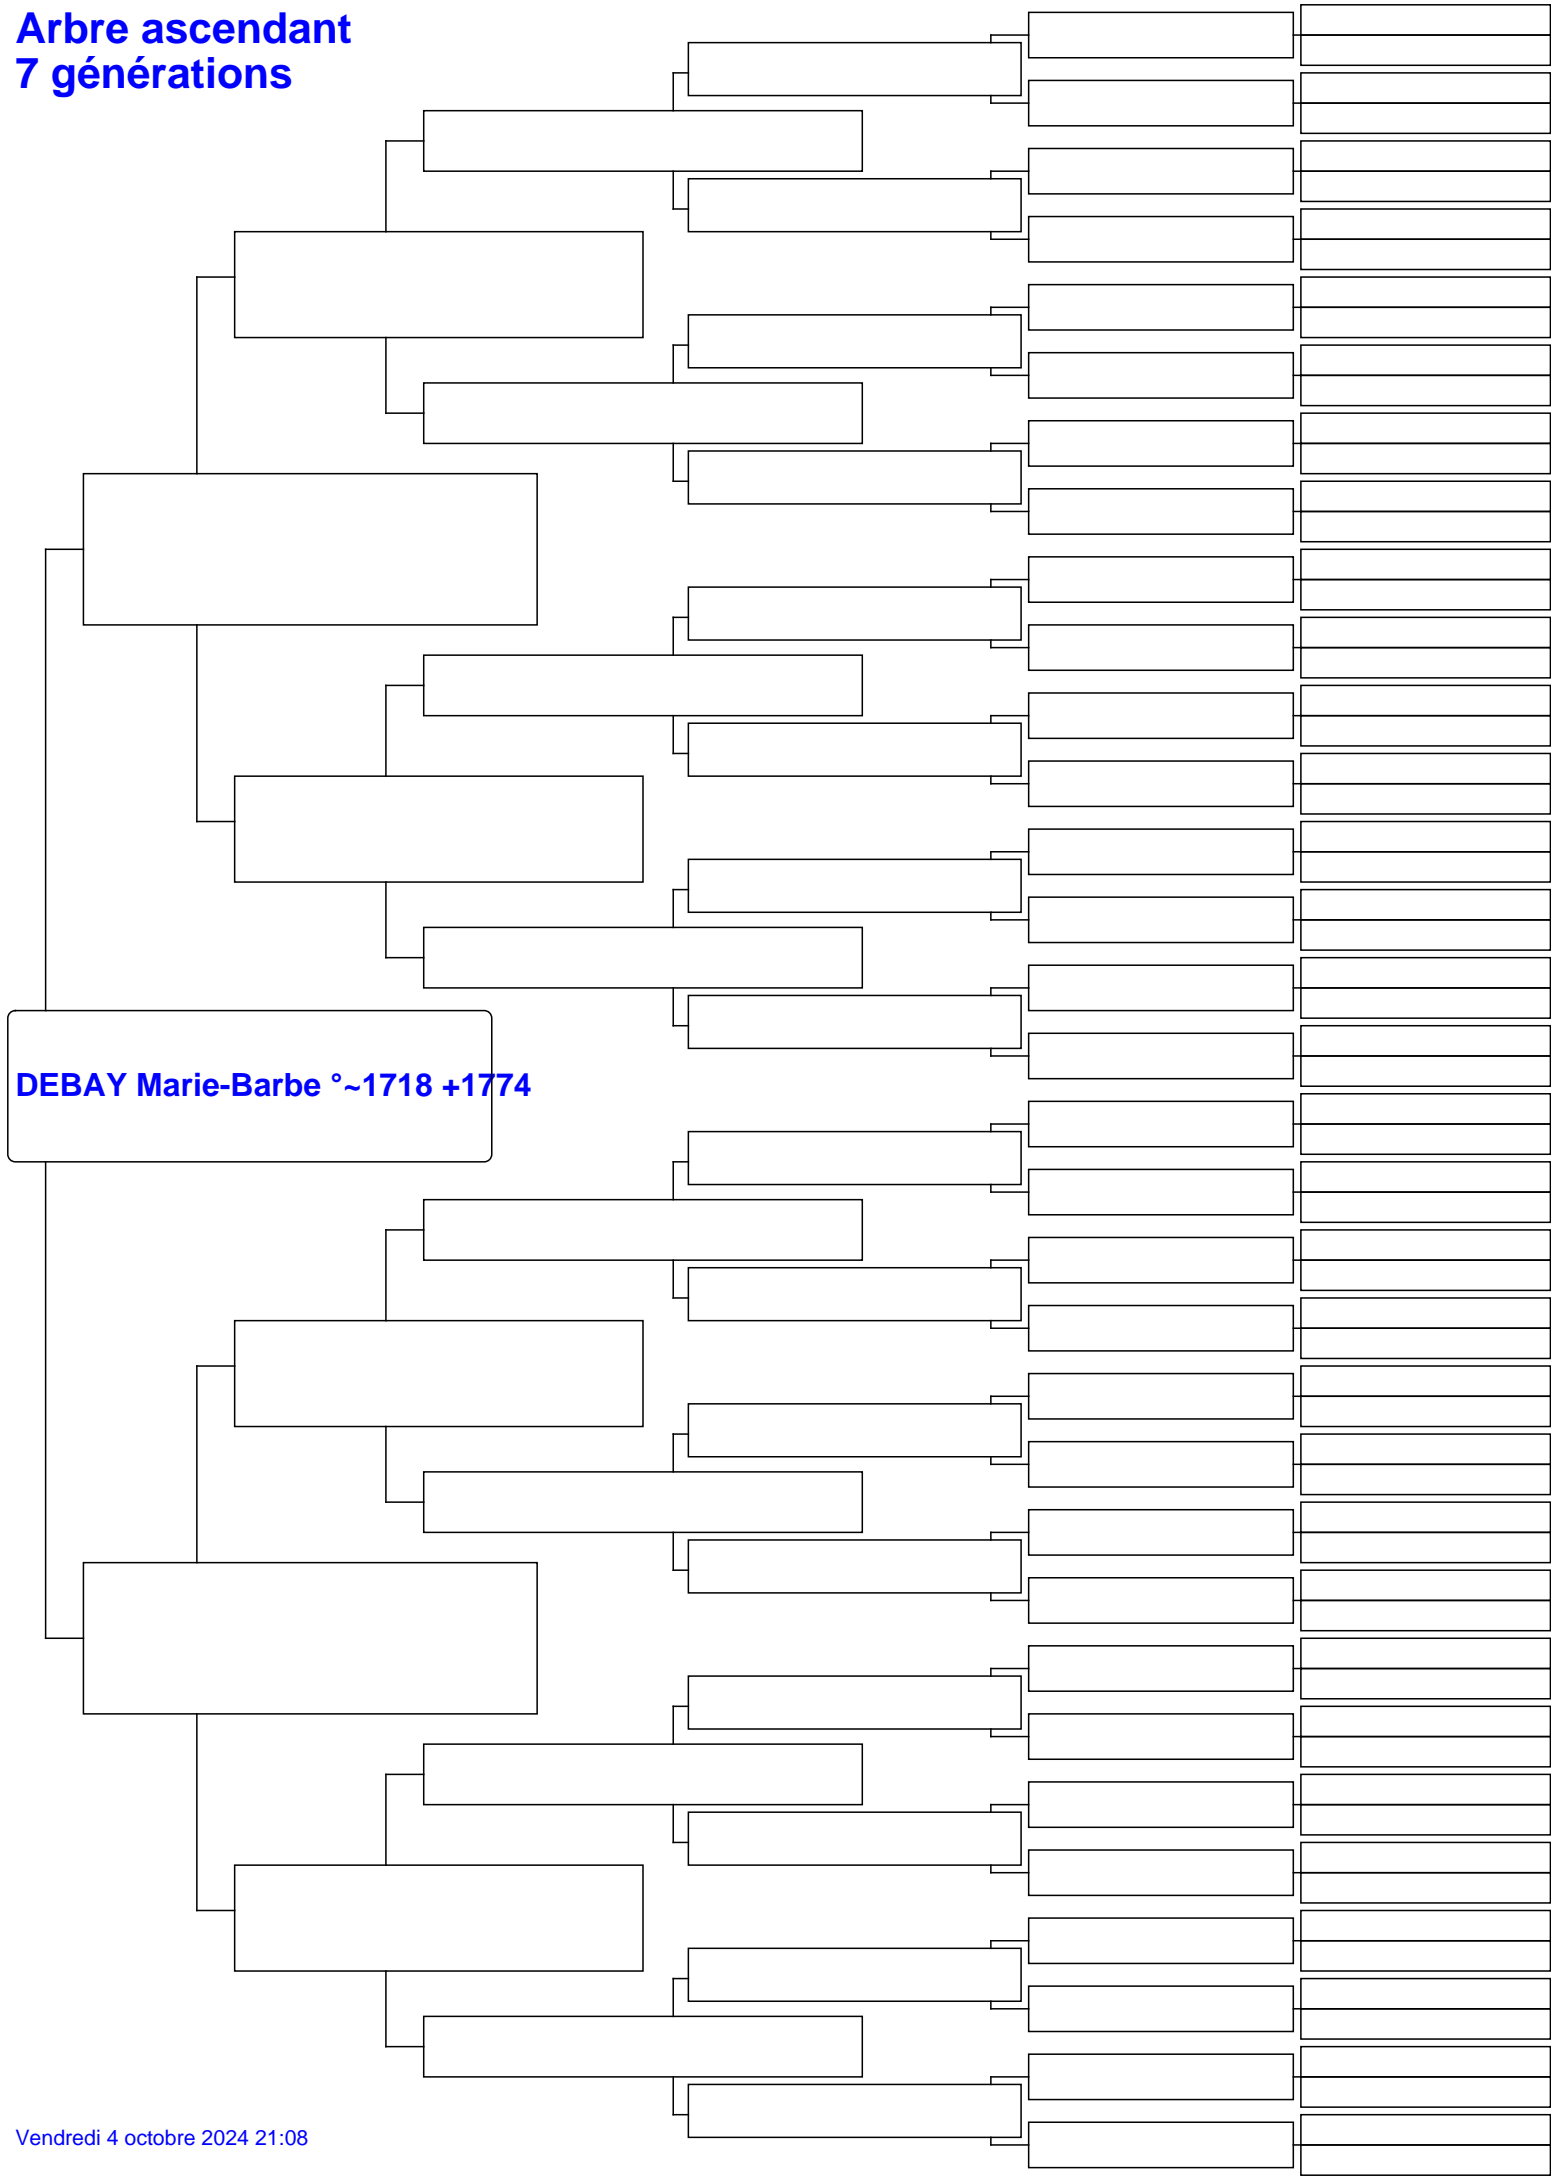 Arbre ascendant
7 générations
DEBAY Marie-Barbe °~1718 +1774
Vendredi 4 octobre 2024 21:08